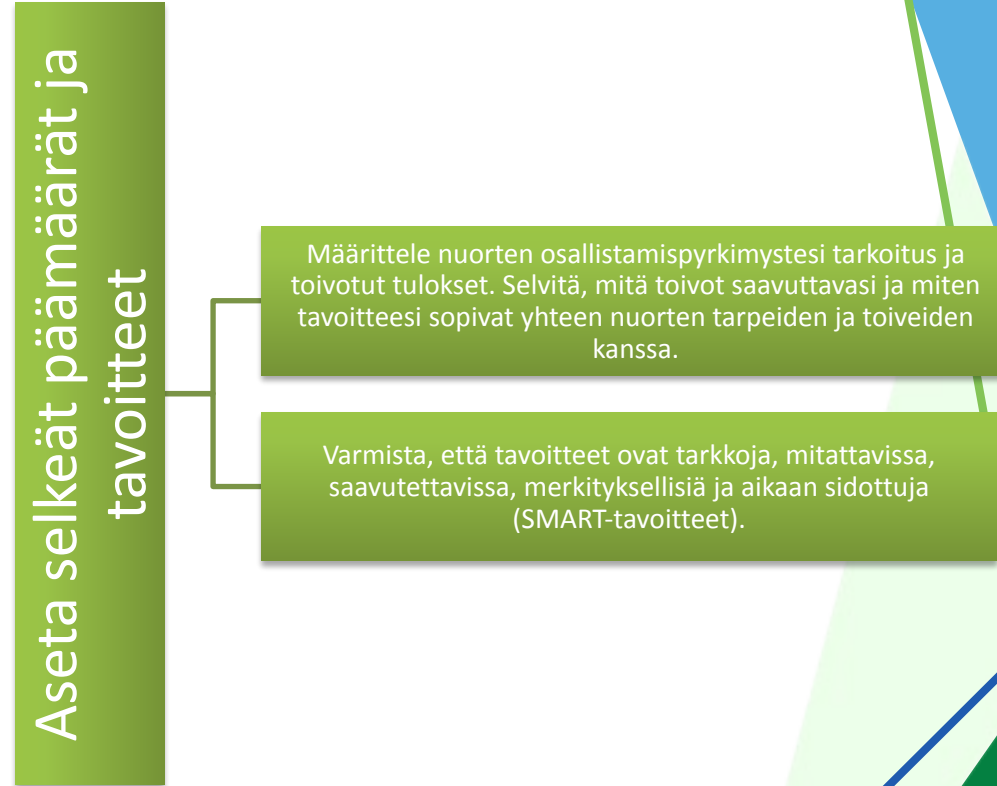 Aseta selkeät päämäärät ja
tavoitteet
Määrittele nuorten osallistamispyrkimystesi tarkoitus ja
toivotut tulokset. Selvitä, mitä toivot saavuttavasi ja miten
tavoitteesi sopivat yhteen nuorten tarpeiden ja toiveiden
kanssa.
Varmista, että tavoitteet ovat tarkkoja, mitattavissa,
saavutettavissa, merkityksellisiä ja aikaan sidottuja
(SMART-tavoitteet).